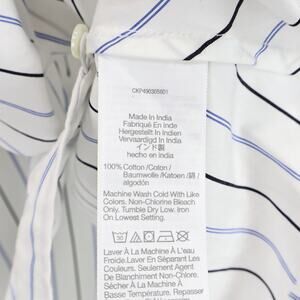 CKP490305801
Made In India
Fabriqué En Inde
Hergestellt In Indien
Vervaardigd In India
インド製
hecho en india
100% Cotton /Coton /
Baumwolle /Katoen /綿 /
algodón
Machine Wash Cold With Like
Colors. Non-Chlorine Bleach
Only. Tumble Dry Low. Iron
On Lowest Setting.
Laver À La Machine À L'eau
Froide.Laver En Séparant Les
Couleurs. Seulement Agent
De Blanchiment Non-Chlore.
Sécher À La Machine À
Basse Température. Repasser